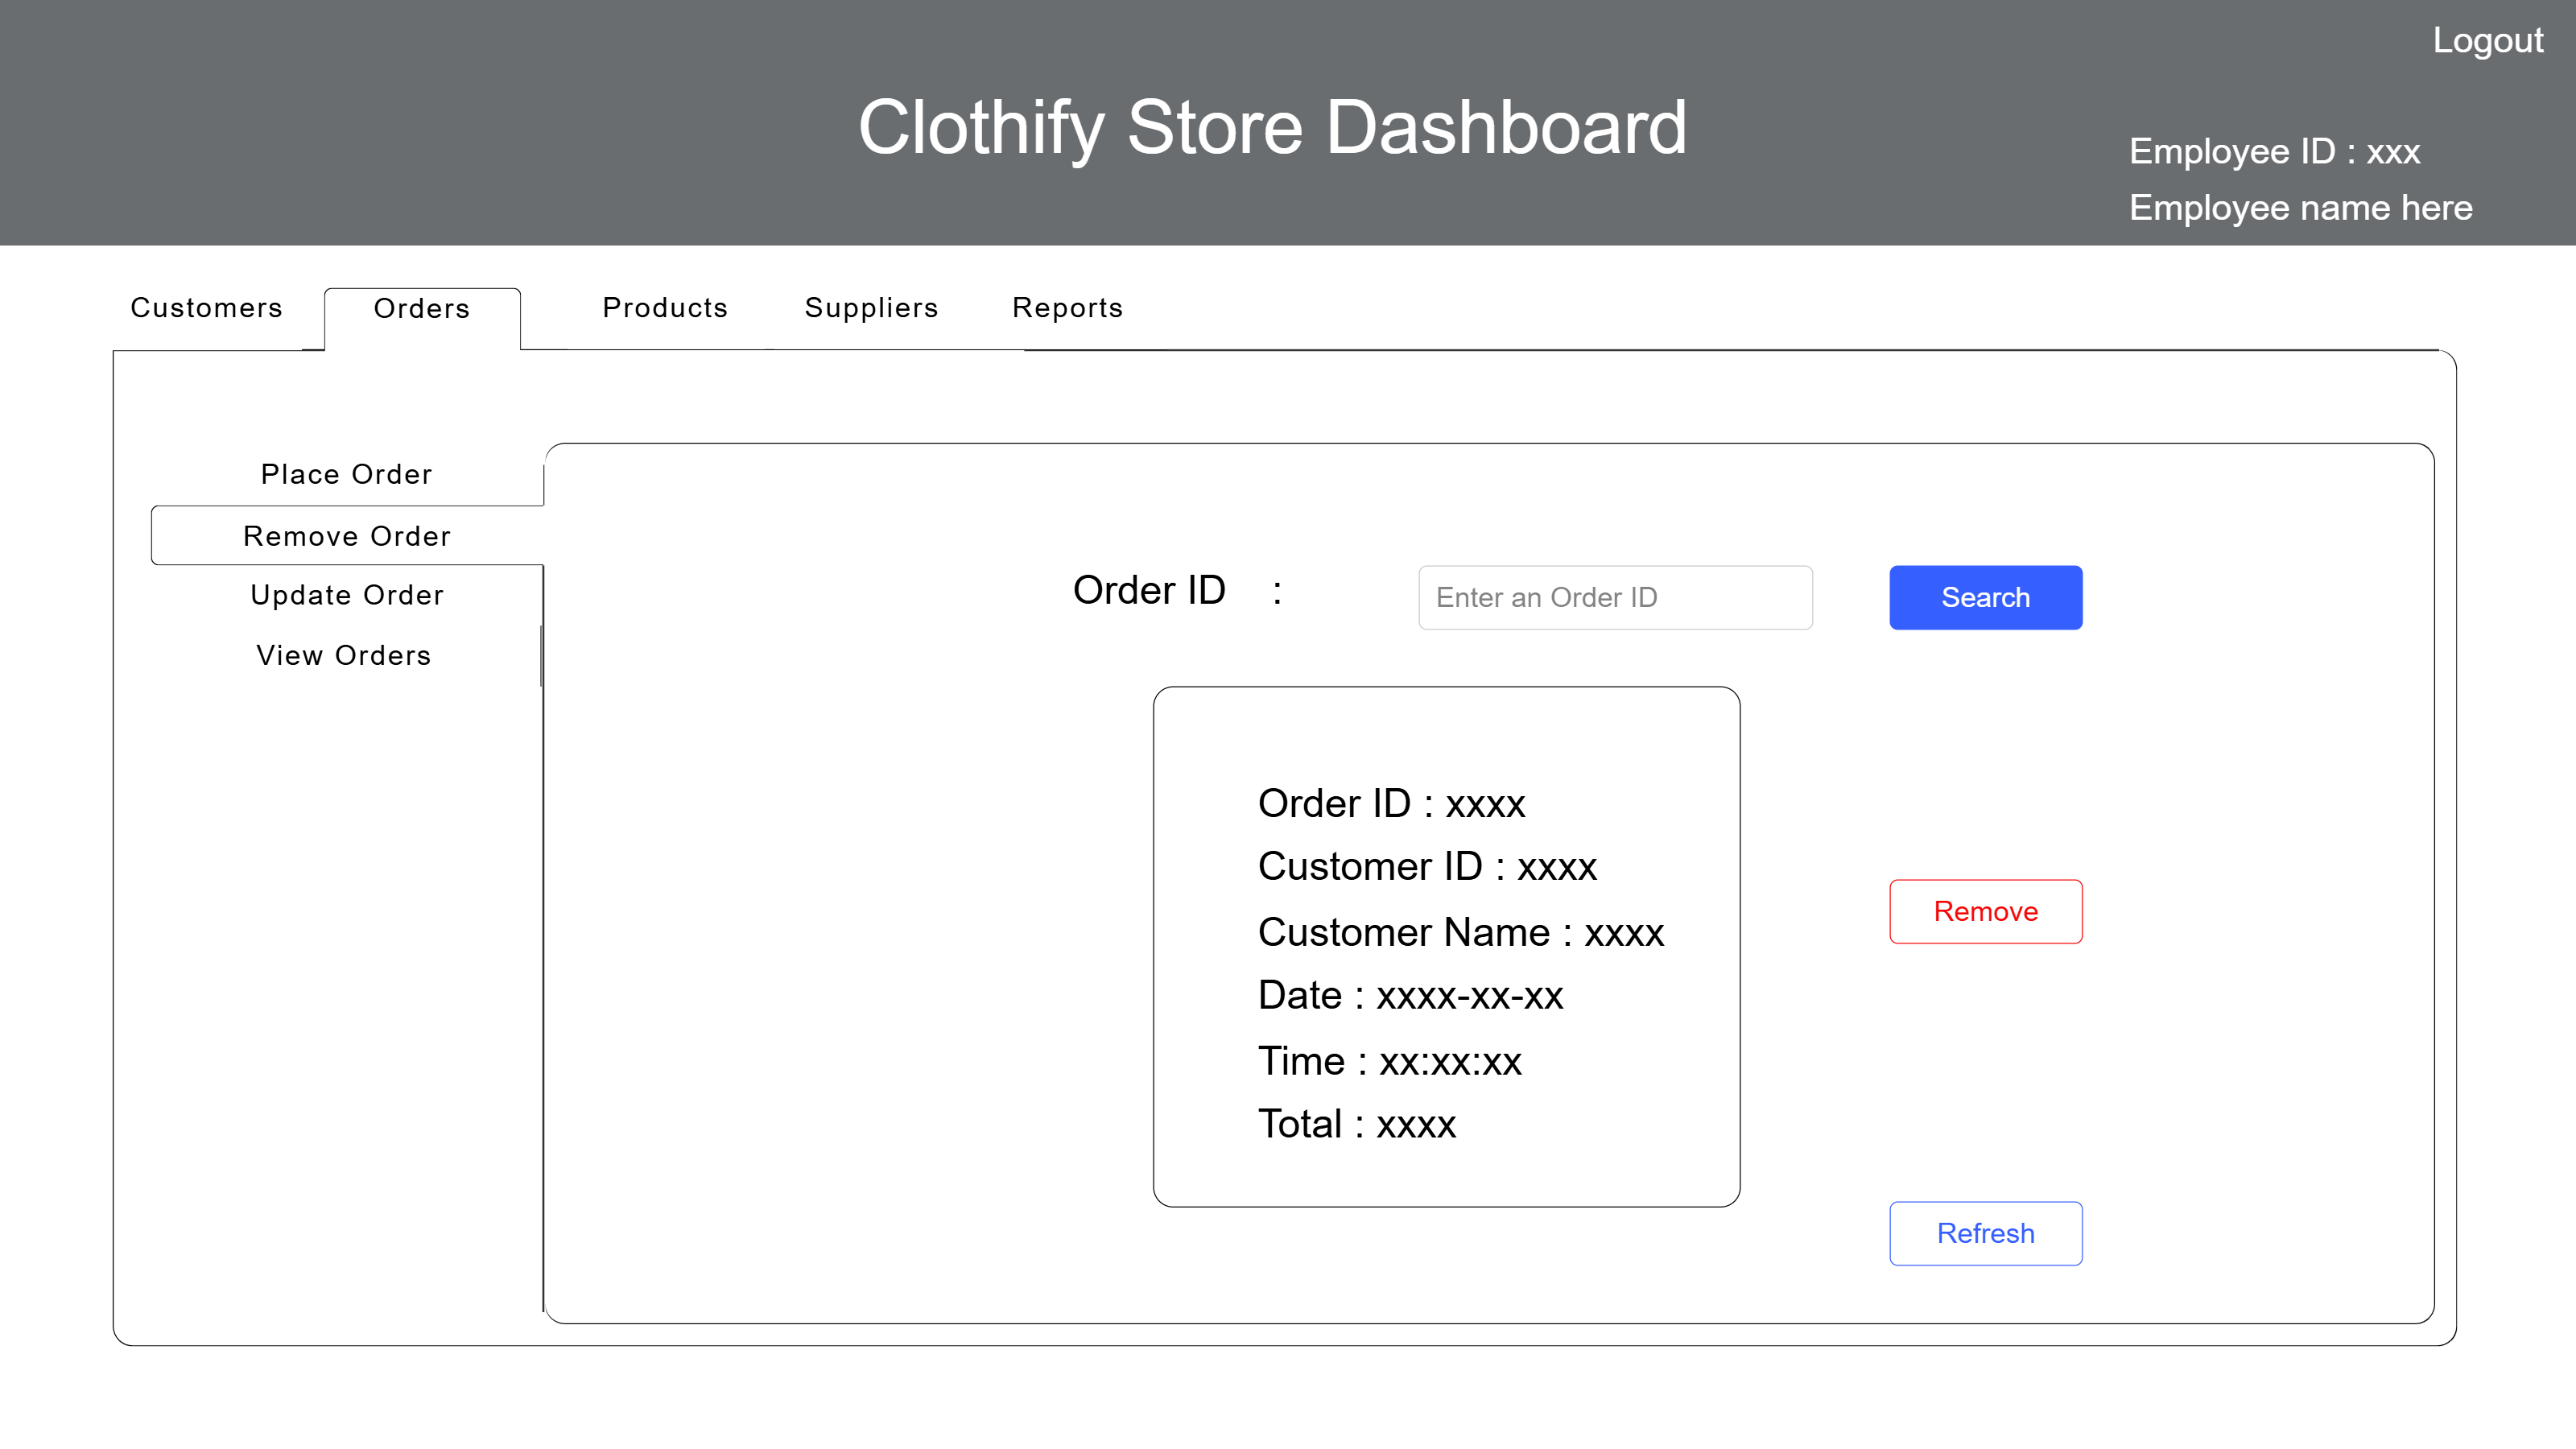 Logout
Clothify Store Dashboard
Employee ID : xxx
Employee name here
Customers
Orders
Products
Suppliers
Reports
Place Order
Remove Order
Update Order
View Orders
Order ID :
Enter an Order ID
Search
Order ID : xxxx
Customer ID : xxxx
Customer Name : xxxx
Date : xxxx-xx-xx
Time : xx:xx:xx
Total : xxxx
Remove
Refresh